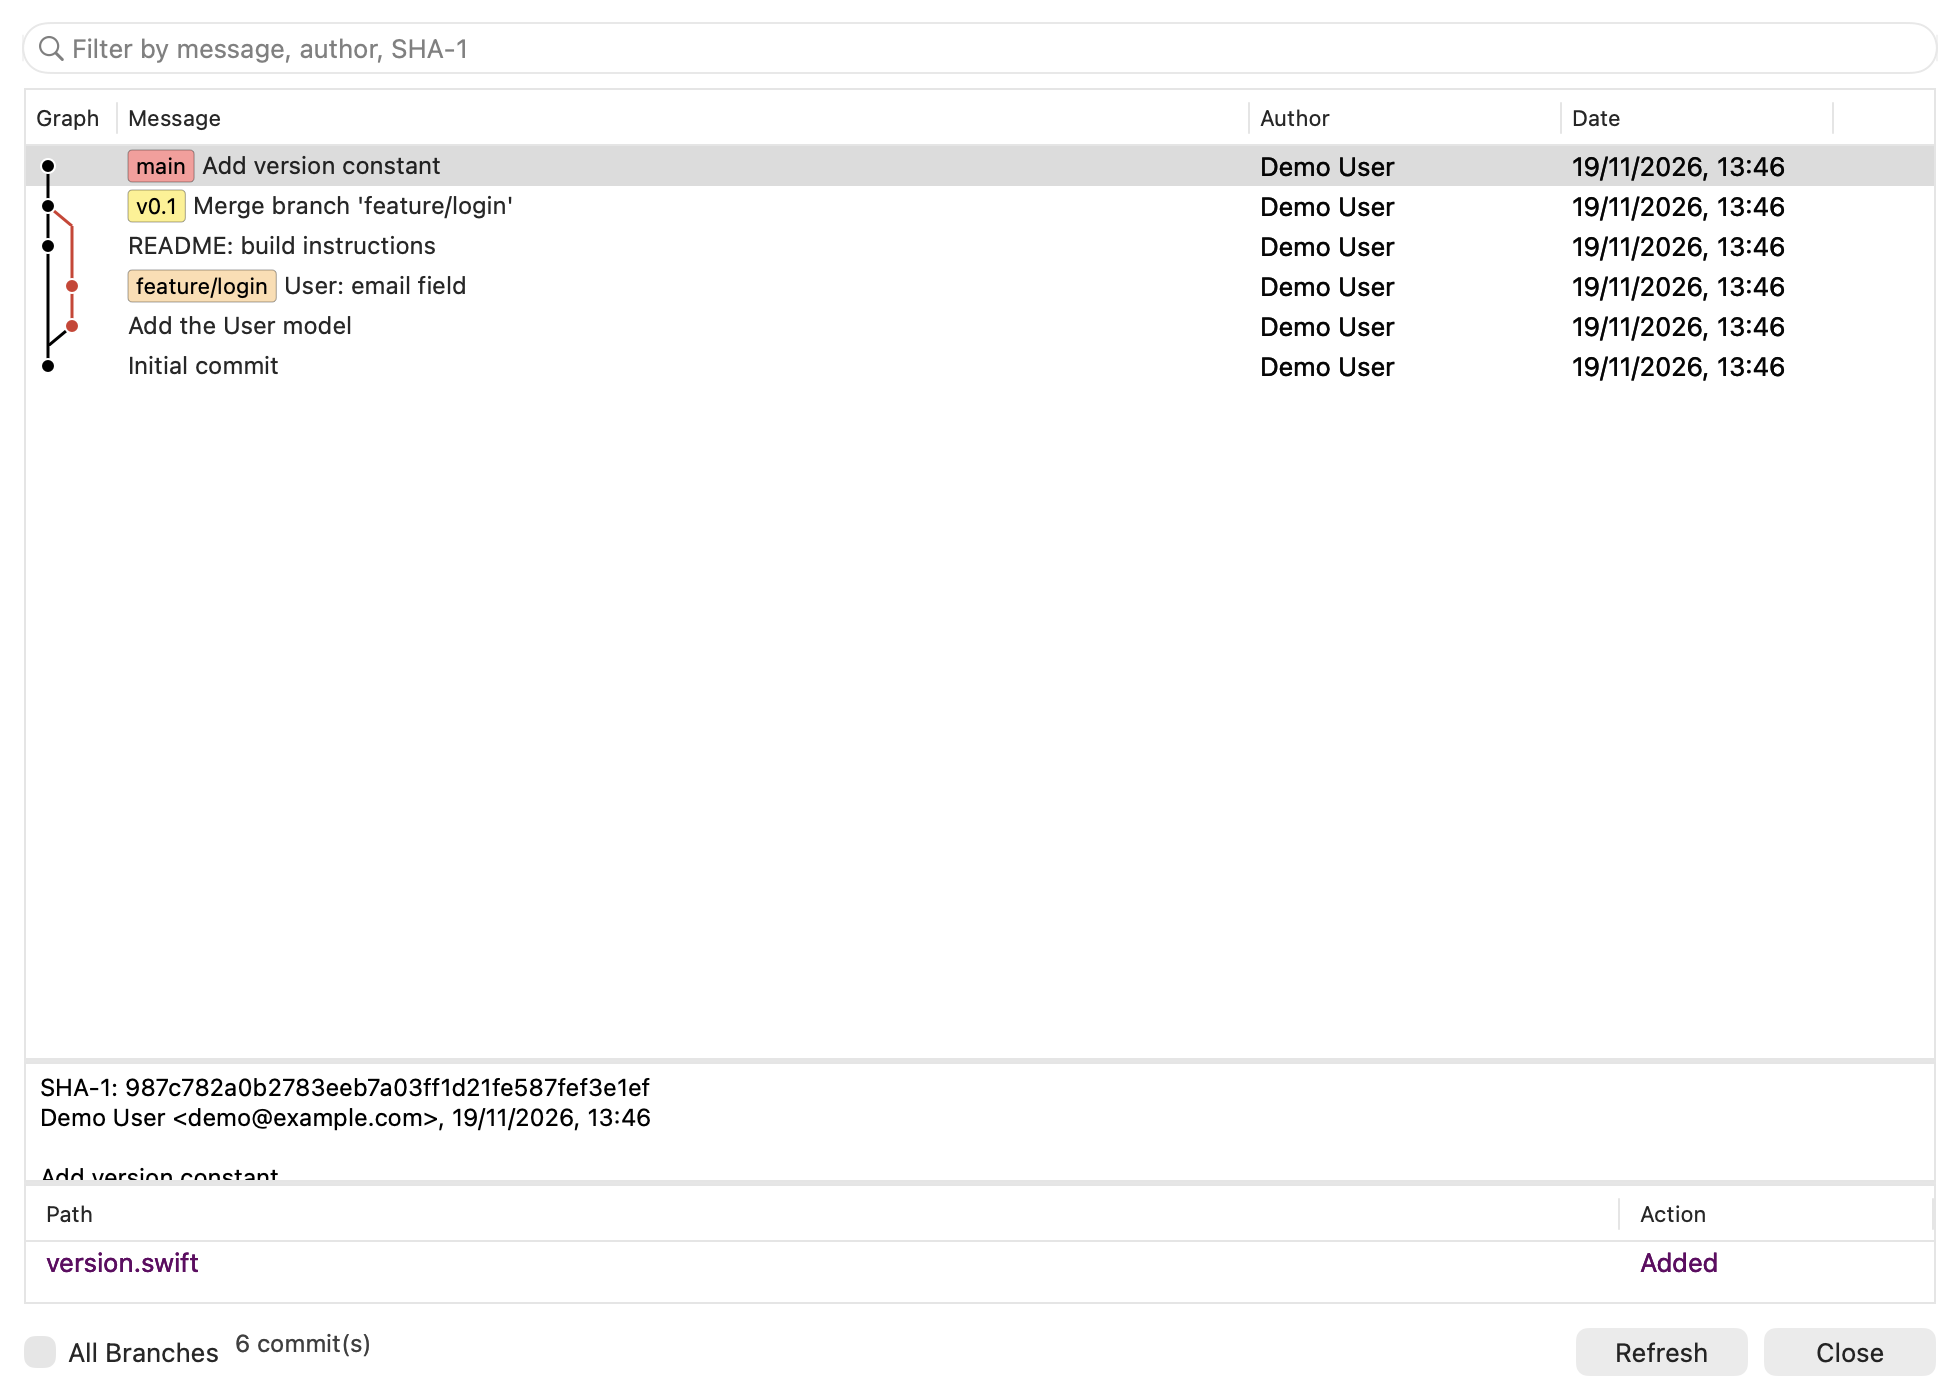 Filter by message, author, SHA-1
Graph Message Author Date
main Add version constant Demo User 19/11/2026, 13:46
v0.1 Merge branch 'feature/login' Demo User 19/11/2026, 13:46
README: build instructions Demo User 19/11/2026, 13:46
feature/login User: email field Demo User 19/11/2026, 13:46
Add the User model Demo User 19/11/2026, 13:46
Initial commit Demo User 19/11/2026, 13:46
SHA-1: 987c782a0b2783eeb7a03ff1d21fe587fef3e1ef
Demo User <demo@example.com>, 19/11/2026, 13:46
Add version constant
Path Action
version.swift Added
All Branches 6 commit(s) Refresh Close